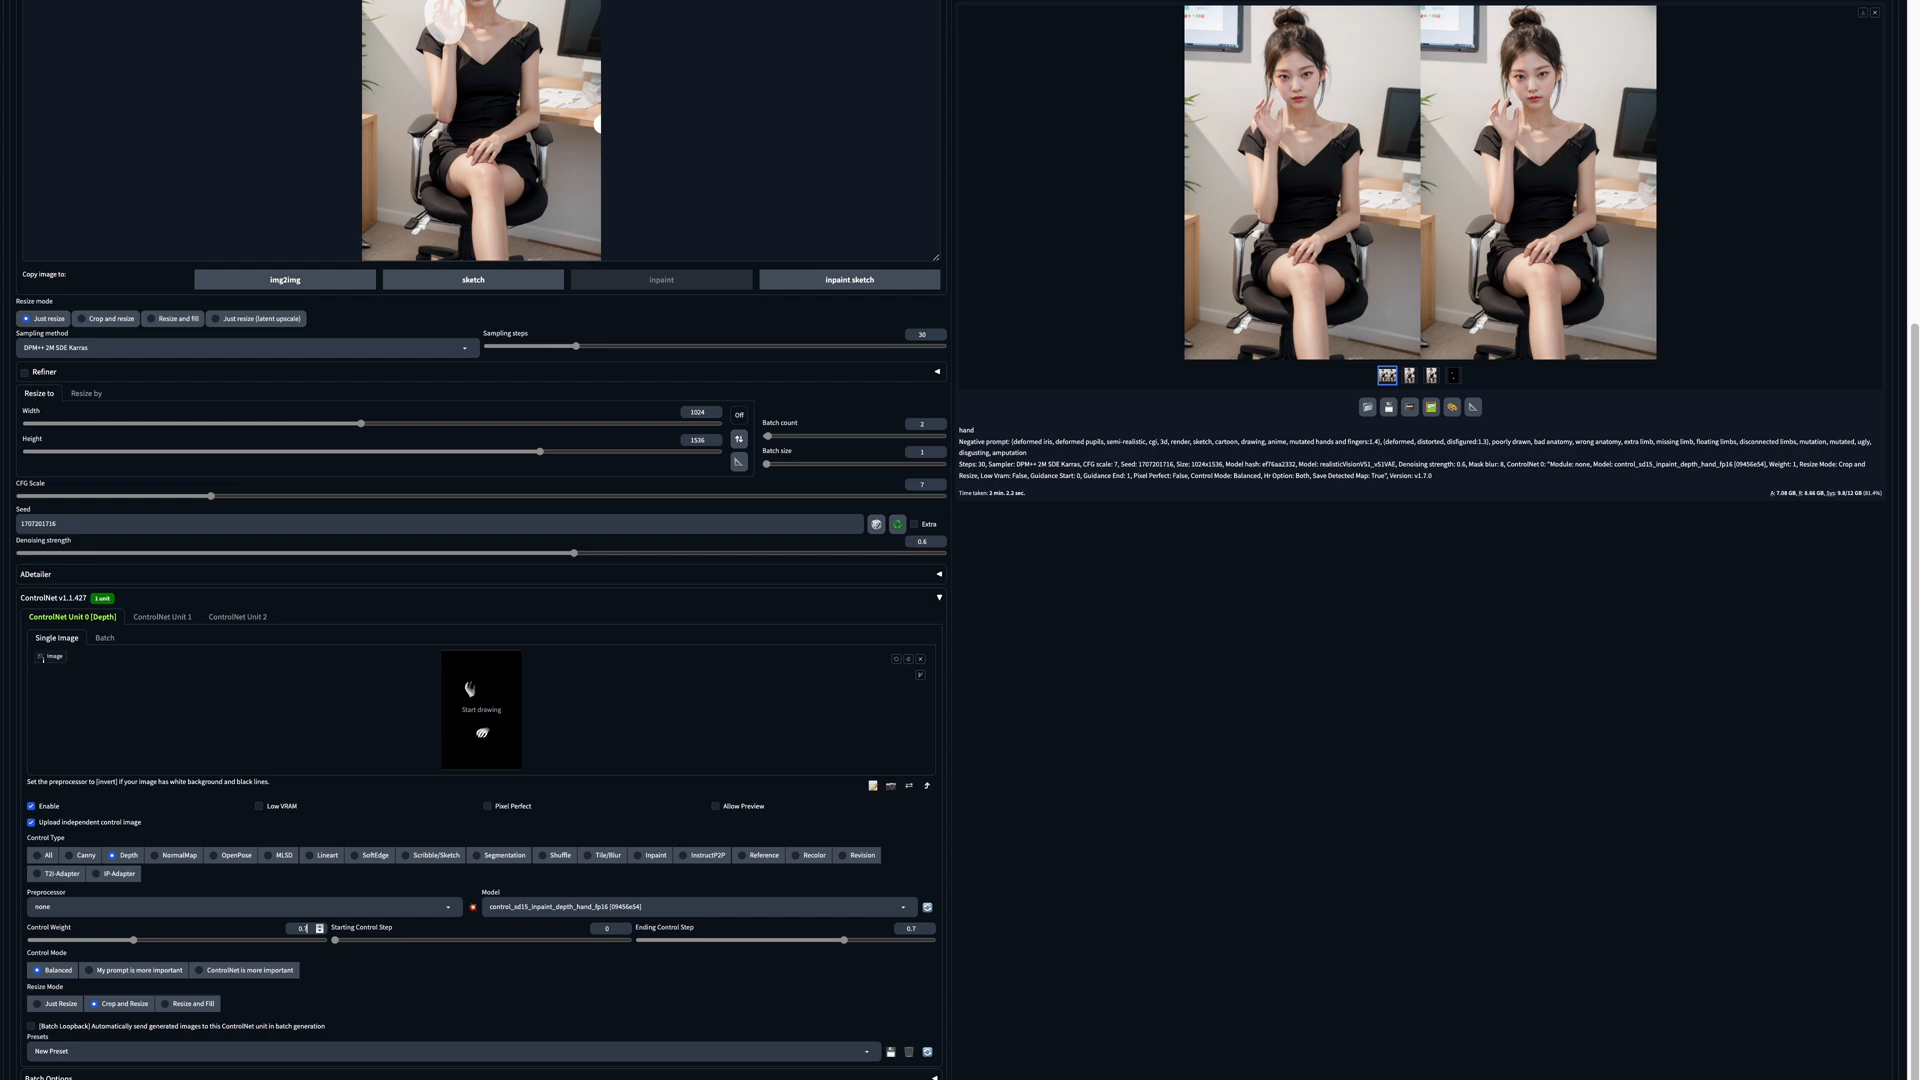 Copy image to:
img2img
sketch
inpaint
inpaint sketch
Resize mode
Just resize
Crop and resize
Resize and fill
Just resize (latent upscale)
Sampling method
Sampling steps
30
DPM++ 2M SDE Karras
Refiner
Resize to
Resize by
Width
1024
Off
Height
1536
Batch count
2
Batch size
1
CFG Scale
7
Seed
1707201716
Extra
Denoising strength
0.6
ADetailer
ControlNet v1.1.427
1 unit
ControlNet Unit 0 [Depth]
ControlNet Unit 1
ControlNet Unit 2
Single Image
Batch
Image
Start drawing
Set the preprocessor to [invert] If your image has white background and black lines.
Enable
Low VRAM
Pixel Perfect
Allow Preview
Upload independent control image
Control Type
All
Canny
Depth
NormalMap
OpenPose
MLSD
Lineart
SoftEdge
Scribble/Sketch
Segmentation
Shuffle
Tile/Blur
Inpaint
InstructP2P
Reference
Recolor
Revision
T2I-Adapter
IP-Adapter
Preprocessor
Model
none
control_sd15_inpaint_depth_hand_fp16 [09456e54]
Control Weight
0.7
Starting Control Step
0
Ending Control Step
0.7
Control Mode
Balanced
My prompt is more important
ControlNet is more important
Resize Mode
Just Resize
Crop and Resize
Resize and Fill
[Batch Loopback] Automatically send generated images to this ControlNet unit in batch generation
Presets
New Preset
Batch Options
hand
Negative prompt: (deformed iris, deformed pupils, semi-realistic, cgi, 3d, render, sketch, cartoon, drawing, anime, mutated hands and fingers:1.4), (deformed, distorted, disfigured:1.3), poorly drawn, bad anatomy, wrong anatomy, extra limb, missing limb, floating limbs, disconnected limbs, mutation, mutated, ugly,
disgusting, amputation
Steps: 30, Sampler: DPM++ 2M SDE Karras, CFG scale: 7, Seed: 1707201716, Size: 1024x1536, Model hash: ef76aa2332, Model: realisticVisionV51_v51VAE, Denoising strength: 0.6, Mask blur: 8, ControlNet 0: "Module: none, Model: control_sd15_inpaint_depth_hand_fp16 [09456e54], Weight: 1, Resize Mode: Crop and
Resize, Low Vram: False, Guidance Start: 0, Guidance End: 1, Pixel Perfect: False, Control Mode: Balanced, Hr Option: Both, Save Detected Map: True", Version: v1.7.0
Time taken: 2 min. 2.2 sec.
A: 7.08 GB, R: 8.66 GB, Sys: 9.8/12 GB (81.4%)